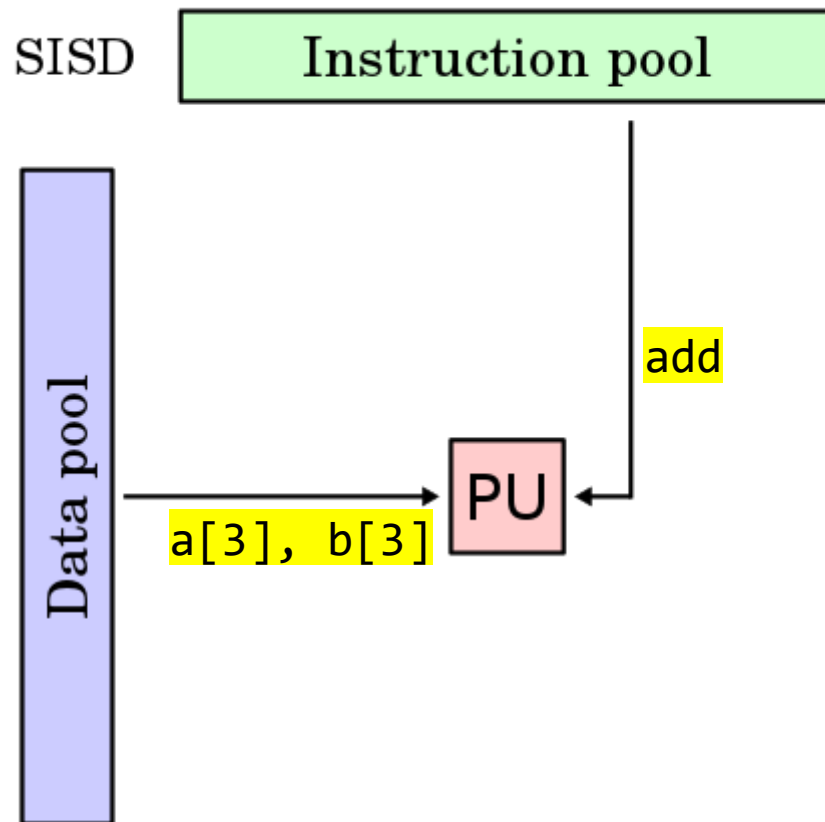 SISD
Instruction pool
add
Data pool
PU
a[3], b[3]